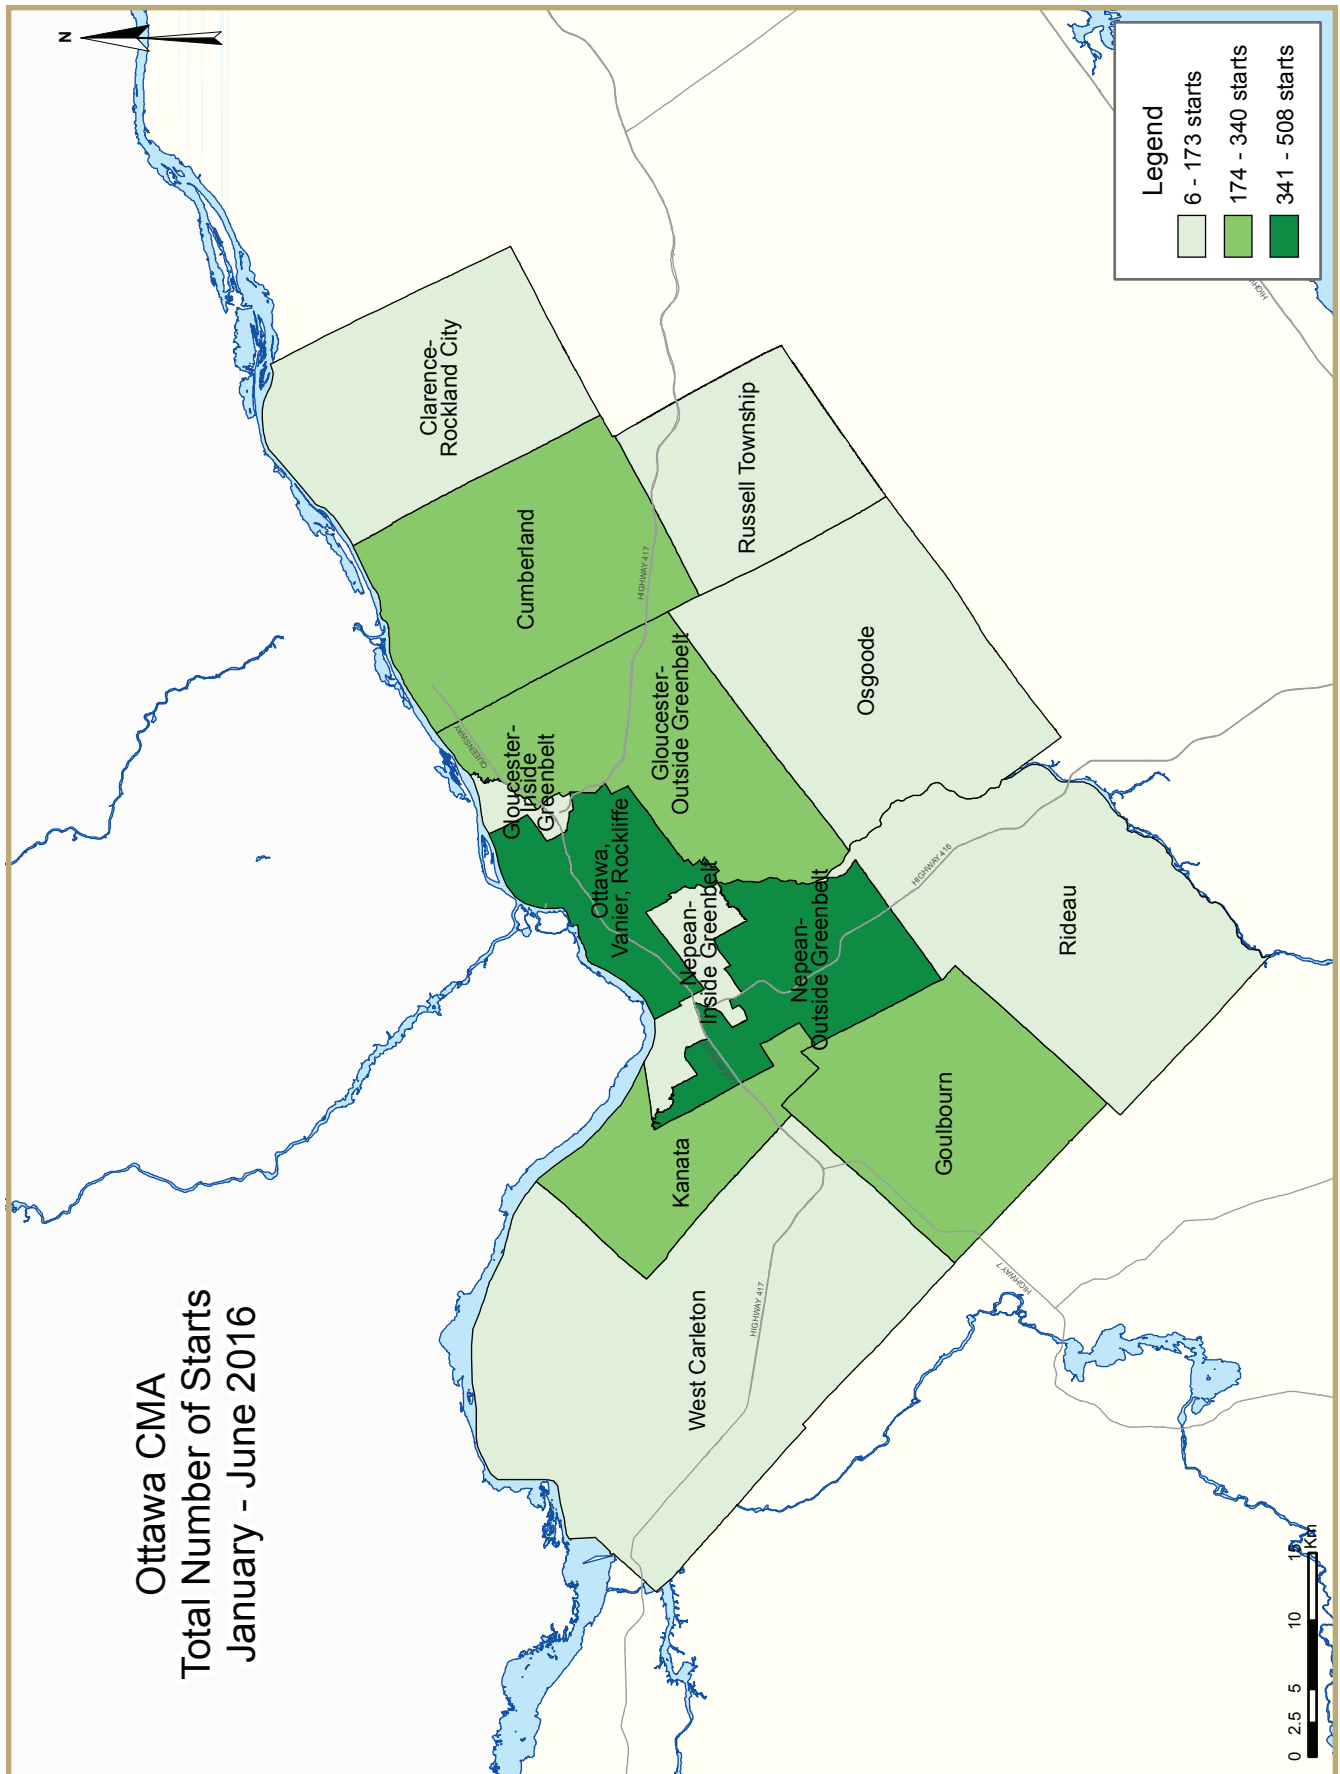 Ottawa CMA
Total Number of Starts
January - June 2016
N
Clarence-
Rockland City
Cumberland
Russell Township
HIGHWAY 417
Osgoode
QUEENSWAY
Gloucester-
Inside
Greenbelt
Gloucester-
Outside Greenbelt
Ottawa,
Vanier, Rockliffe
Nepean-
Inside Greenbelt
Nepean-
Outside Greenbelt
HIGHWAY 416
Rideau
Kanata
Goulbourn
West Carleton
HIGHWAY 417
HIGHWAY 7
Legend
6 - 173 starts
174 - 340 starts
341 - 508 starts
0 2.5 5 10 15
Km